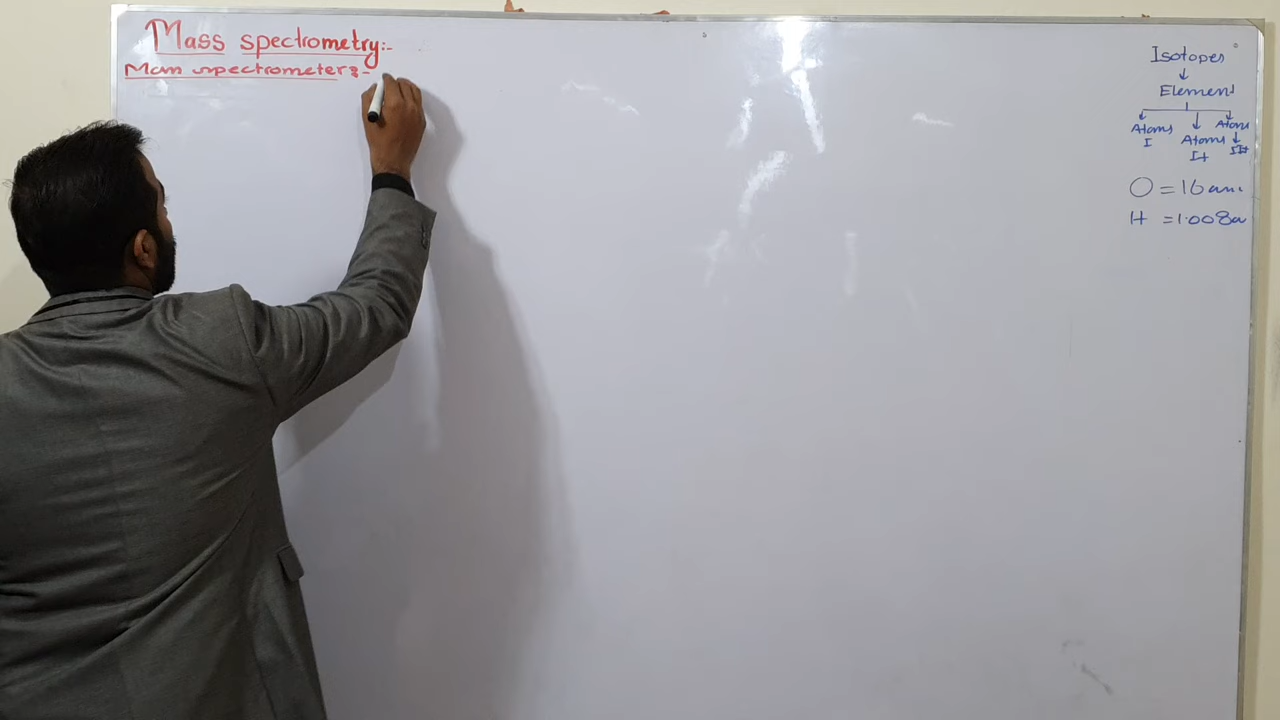 Mass spectrometry:-
Mass spectrometer:-
Isotopes
↓
Element
Atoms Atoms Atoms
I II III
O = 16 am
H = 1.008a